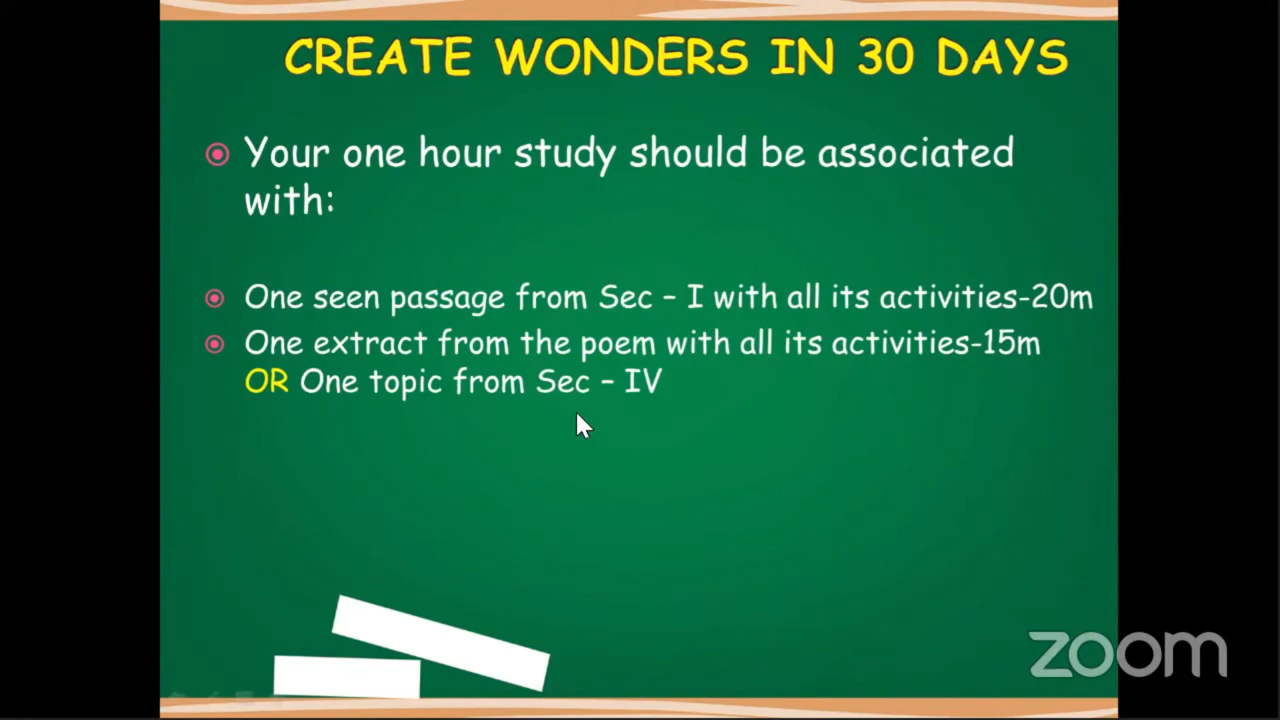 CREATE WONDERS IN 30 DAYS
Your one hour study should be associated
with:
One seen passage from Sec – I with all its activities-20m
One extract from the poem with all its activities-15m
OR One topic from Sec – IV
zoom